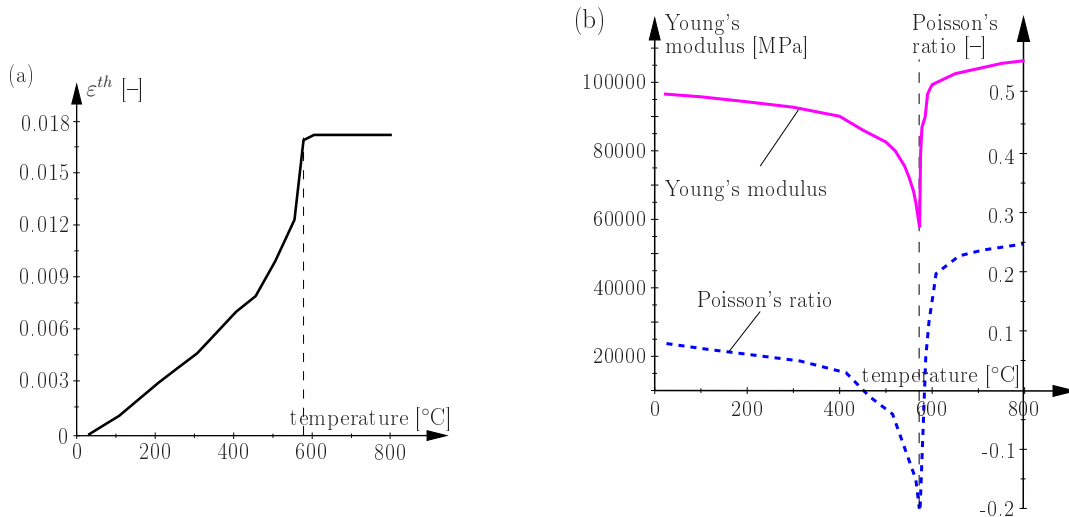 (a)
εᵗʰ [–]
0.018
0.015
0.012
0.009
0.006
0.003
0
temperature [°C]
0
200
400
600
800
(b)
Young's
modulus [MPa]
Poisson's
ratio [–]
100000
80000
60000
40000
20000
Young's modulus
Poisson's ratio
0.5
0.4
0.3
0.2
0.1
temperature [°C]
0
200
400
600
800
-0.1
-0.2